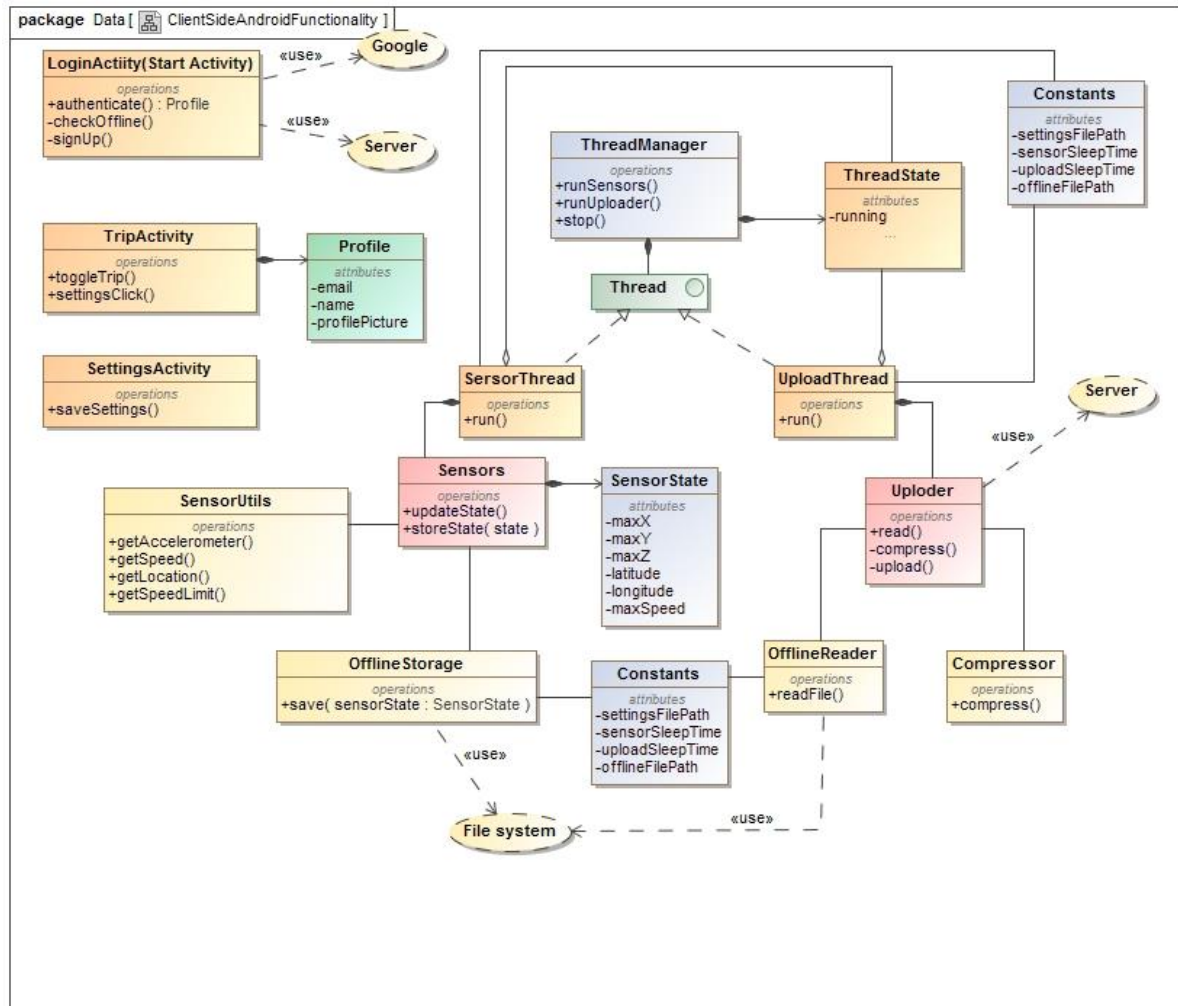 package Data [ ClientSideAndroidFunctionality ]
LoginActiity(Start Activity)
operations
+authenticate() : Profile
-checkOffline()
-signUp()
«use»
Google
«use»
Server
TripActivity
operations
+toggleTrip()
+settingsClick()
Profile
attributes
-email
-name
-profilePicture
SettingsActivity
operations
+saveSettings()
ThreadManager
operations
+runSensors()
+runUploader()
+stop()
ThreadState
attributes
-running
...
Constants
attributes
-settingsFilePath
-sensorSleepTime
-uploadSleepTime
-offlineFilePath
Thread
SersorThread
operations
+run()
UploadThread
operations
+run()
Server
«use»
Sensors
operations
+updateState()
+storeState( state )
SensorState
attributes
-maxX
-maxY
-maxZ
-latitude
-longitude
-maxSpeed
SensorUtils
operations
+getAccelerometer()
+getSpeed()
+getLocation()
+getSpeedLimit()
Uploder
operations
+read()
-compress()
-upload()
OfflineStorage
operations
+save( sensorState : SensorState )
Constants
attributes
-settingsFilePath
-sensorSleepTime
-uploadSleepTime
-offlineFilePath
OfflineReader
operations
+readFile()
Compressor
operations
+compress()
«use»
«use»
File system